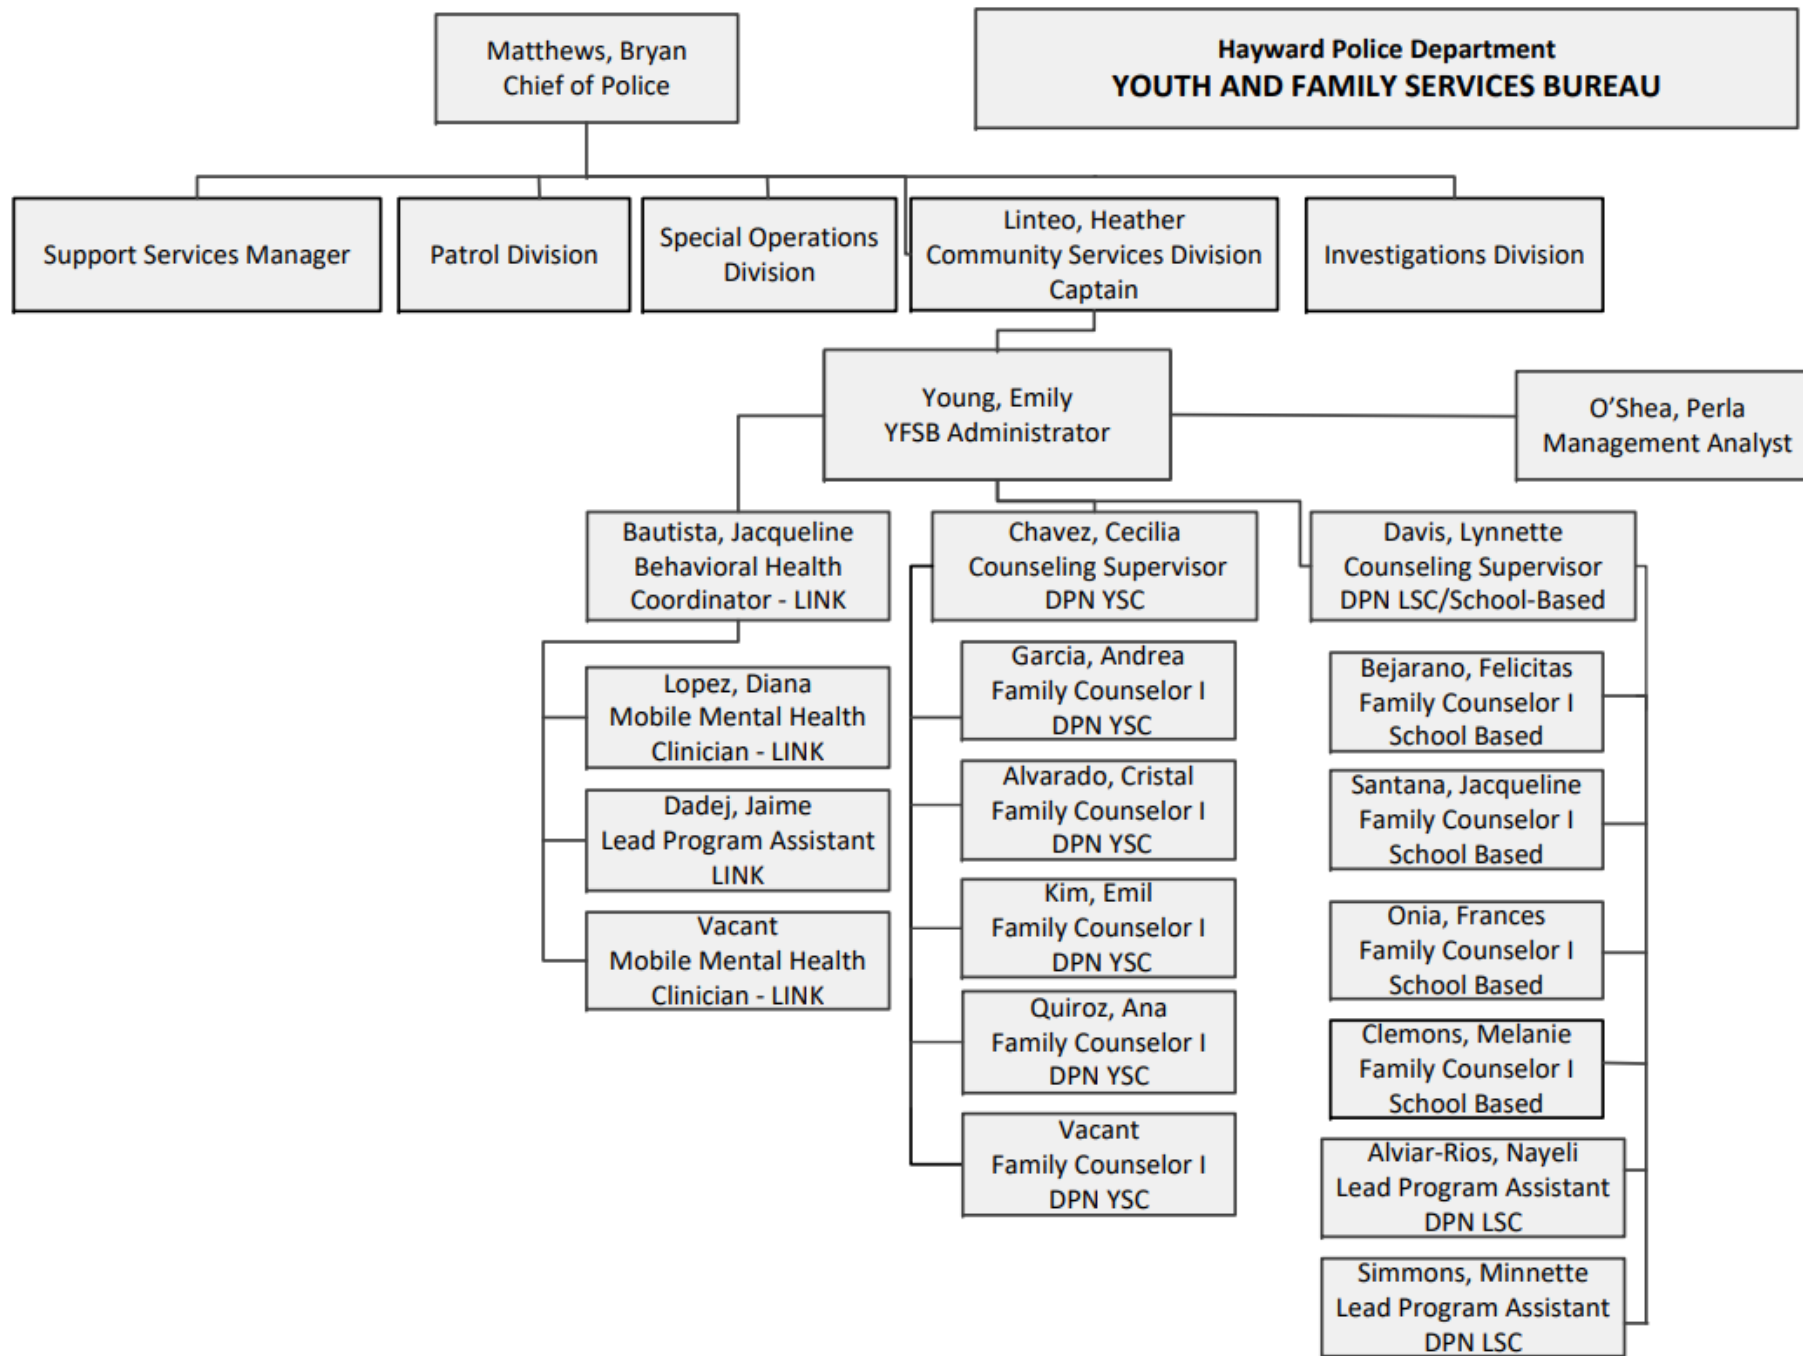 Matthews, Bryan
Chief of Police
Hayward Police Department
YOUTH AND FAMILY SERVICES BUREAU
Support Services Manager
Patrol Division
Special Operations
Division
Linteo, Heather
Community Services Division
Captain
Investigations Division
Young, Emily
YFSB Administrator
O'Shea, Perla
Management Analyst
Bautista, Jacqueline
Behavioral Health
Coordinator - LINK
Lopez, Diana
Mobile Mental Health
Clinician - LINK
Dadej, Jaime
Lead Program Assistant
LINK
Vacant
Mobile Mental Health
Clinician - LINK
Chavez, Cecilia
Counseling Supervisor
DPN YSC
Garcia, Andrea
Family Counselor I
DPN YSC
Alvarado, Cristal
Family Counselor I
DPN YSC
Kim, Emil
Family Counselor I
DPN YSC
Quiroz, Ana
Family Counselor I
DPN YSC
Vacant
Family Counselor I
DPN YSC
Davis, Lynnette
Counseling Supervisor
DPN LSC/School-Based
Bejarano, Felicitas
Family Counselor I
School Based
Santana, Jacqueline
Family Counselor I
School Based
Onia, Frances
Family Counselor I
School Based
Clemons, Melanie
Family Counselor I
School Based
Alviar-Rios, Nayeli
Lead Program Assistant
DPN LSC
Simmons, Minnette
Lead Program Assistant
DPN LSC